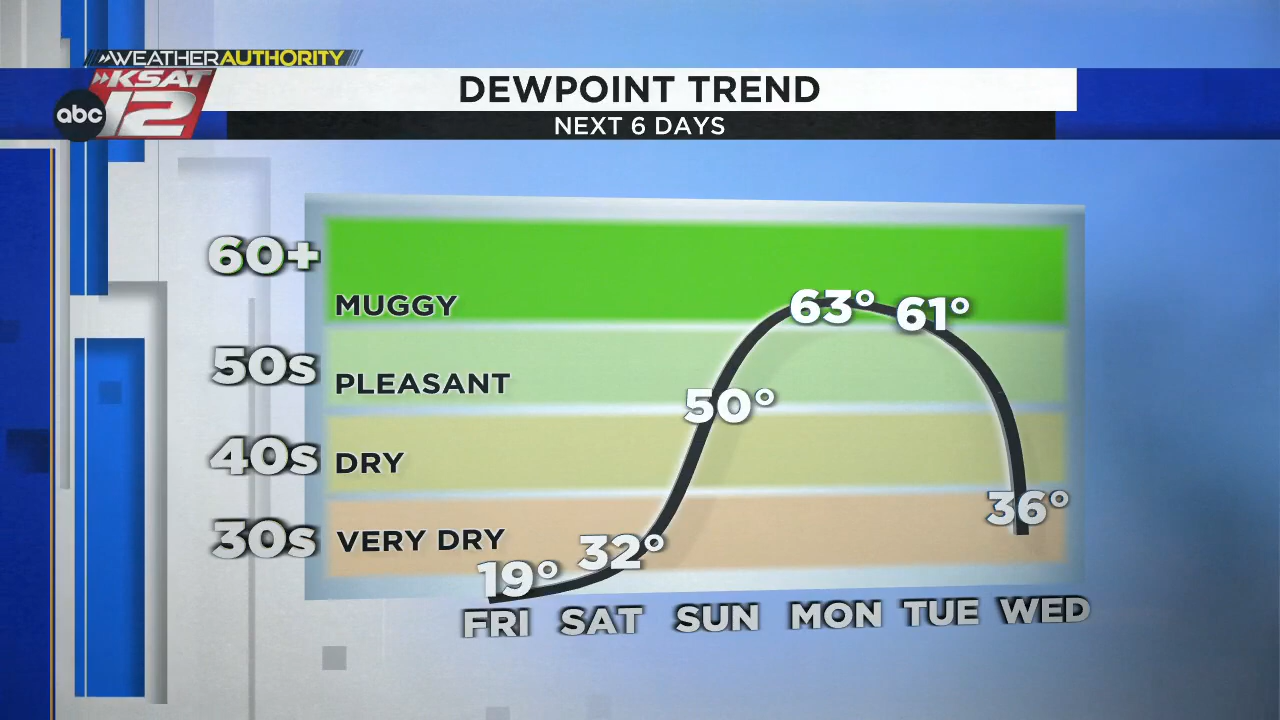 WEATHERAUTHORITY
KSAT
abc 12
DEWPOINT TREND
NEXT 6 DAYS
60+
MUGGY
50s PLEASANT
40s DRY
30s VERY DRY
19° 32° 50° 63° 61° 36°
FRI SAT SUN MON TUE WED